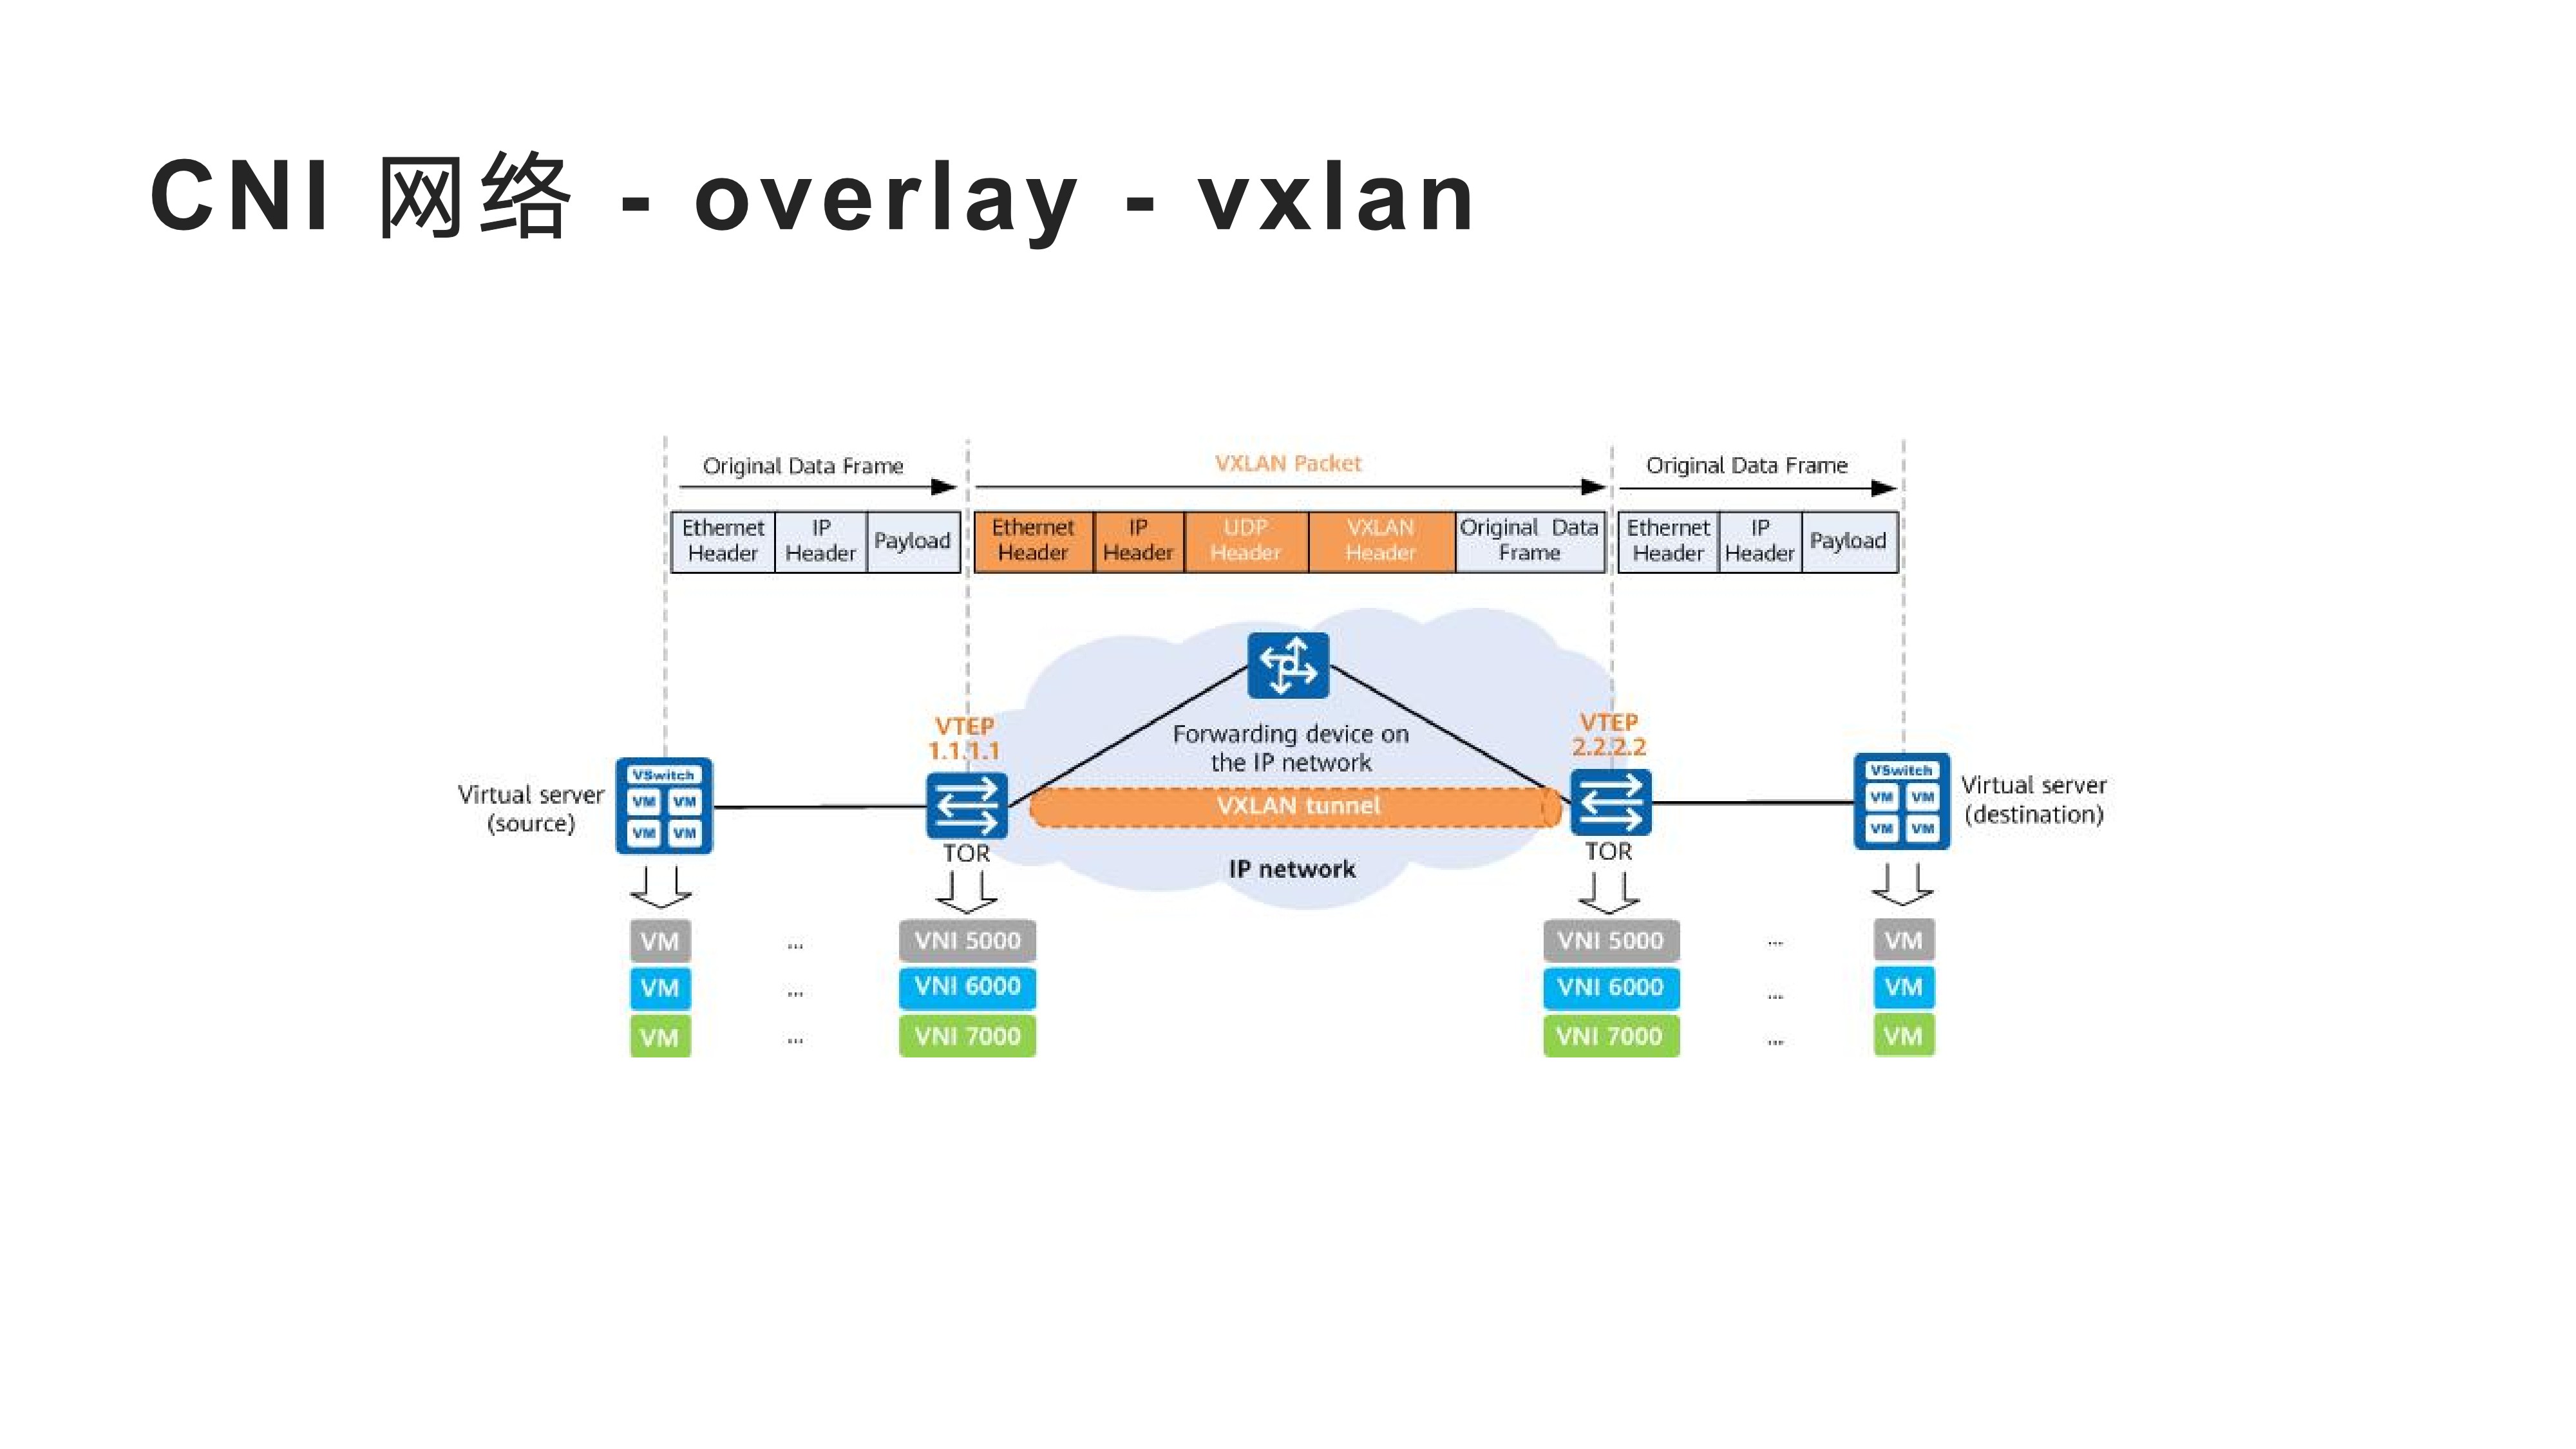 CNI 网络 - overlay - vxlan
Original Data Frame
VXLAN Packet
Original Data Frame
Ethernet Header
IP Header
Payload
Ethernet Header
IP Header
UDP Header
VXLAN Header
Original Data Frame
Ethernet Header
IP Header
Payload
VTEP
1.1.1.1
Forwarding device on
the IP network
VTEP
2.2.2.2
Virtual server
(source)
VSwitch
VM VM
VM VM
TOR
VXLAN tunnel
IP network
TOR
VSwitch
VM VM
VM VM
Virtual server
(destination)
VM ... VNI 5000
VM ... VNI 6000
VM ... VNI 7000
VNI 5000 ... VM
VNI 6000 ... VM
VNI 7000 ... VM